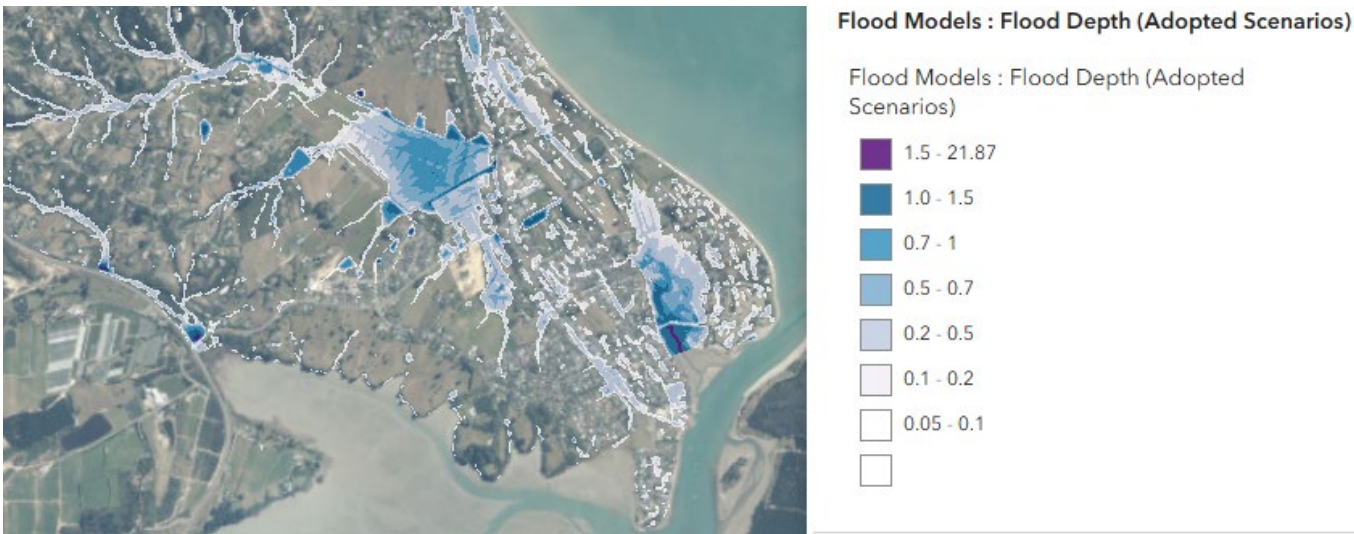 Flood Models : Flood Depth (Adopted Scenarios)
Flood Models : Flood Depth (Adopted
Scenarios)
1.5 - 21.87
1.0 - 1.5
0.7 - 1
0.5 - 0.7
0.2 - 0.5
0.1 - 0.2
0.05 - 0.1